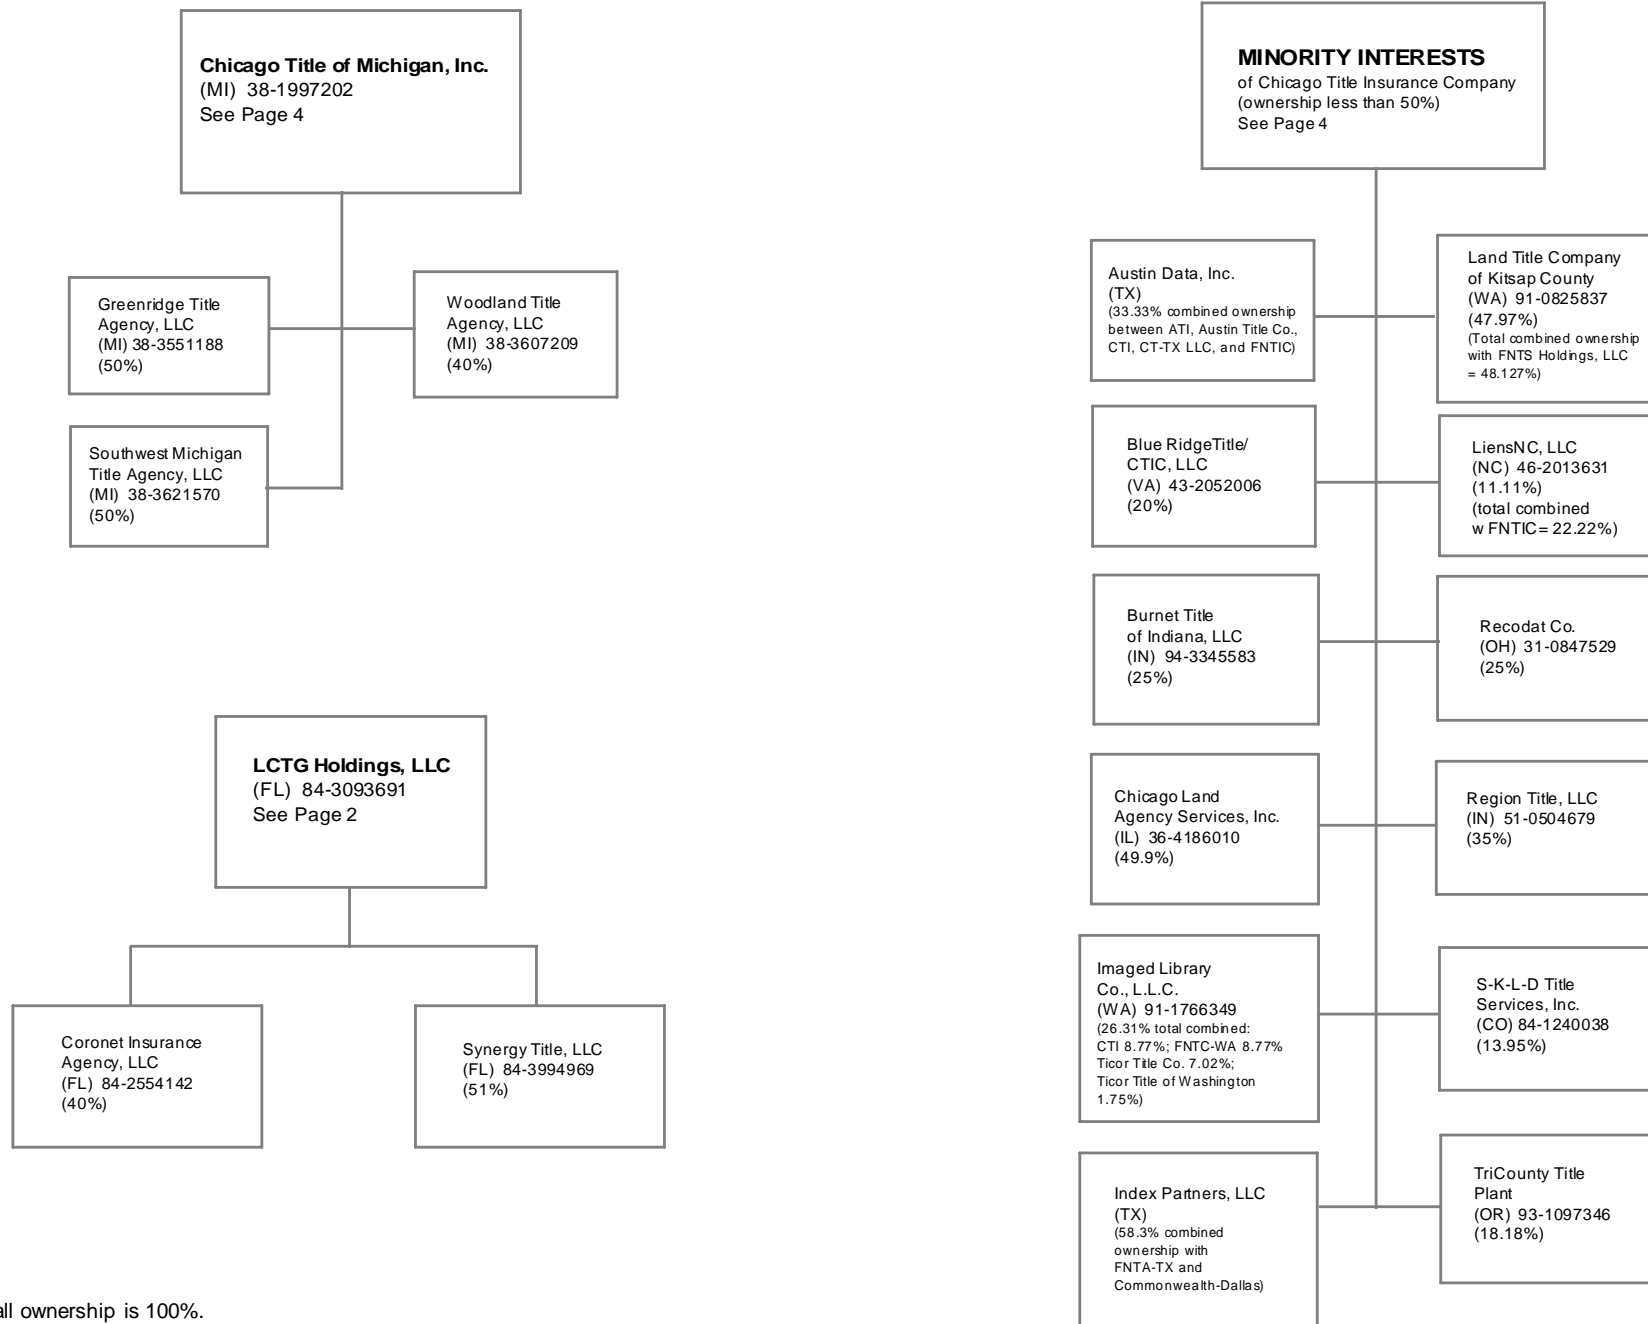 Chicago Title of Michigan, Inc.
(MI) 38-1997202
See Page 4
Greenridge Title
Agency, LLC
(MI) 38-3551188
(50%)
Woodland Title
Agency, LLC
(MI) 38-3607209
(40%)
Southwest Michigan
Title Agency, LLC
(MI) 38-3621570
(50%)
LCTG Holdings, LLC
(FL) 84-3093691
See Page 2
Coronet Insurance
Agency, LLC
(FL) 84-2554142
(40%)
Synergy Title, LLC
(FL) 84-3994969
(51%)
MINORITY INTERESTS
of Chicago Title Insurance Company
(ownership less than 50%)
See Page 4
Austin Data, Inc.
(TX)
(33.33% combined ownership
between ATI, Austin Title Co.,
CTI, CT-TX LLC, and FNTIC)
Land Title Company
of Kitsap County
(WA) 91-0825837
(47.97%)
(Total combined ownership
with FNTS Holdings, LLC
= 48.127%)
Blue RidgeTitle/
CTIC, LLC
(VA) 43-2052006
(20%)
LiensNC, LLC
(NC) 46-2013631
(11.11%)
(total combined
w FNTIC= 22.22%)
Burnet Title
of Indiana, LLC
(IN) 94-3345583
(25%)
Recodat Co.
(OH) 31-0847529
(25%)
Chicago Land
Agency Services, Inc.
(IL) 36-4186010
(49.9%)
Region Title, LLC
(IN) 51-0504679
(35%)
Imaged Library
Co., L.L.C.
(WA) 91-1766349
(26.31% total combined:
CTI 8.77%; FNTC-WA 8.77%
Ticor Title Co. 7.02%;
Ticor Title of Washington
1.75%)
S-K-L-D Title
Services, Inc.
(CO) 84-1240038
(13.95%)
Index Partners, LLC
(TX)
(58.3% combined
ownership with
FNTA-TX and
Commonwealth-Dallas)
TriCounty Title
Plant
(OR) 93-1097346
(18.18%)
all ownership is 100%.